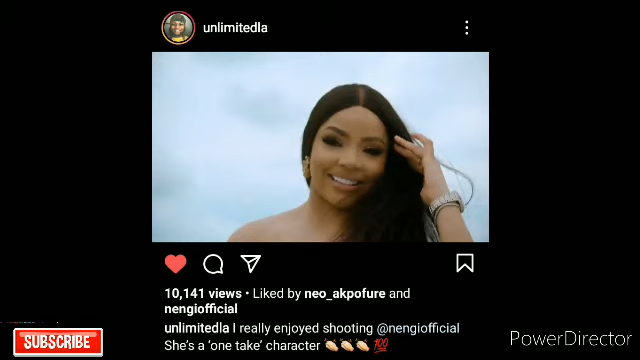 unlimitedla
10,141 views • Liked by neo_akpofure and
nengiofficial
unlimitedla I really enjoyed shooting @nengiofficial
She's a 'one take' character 👏🏻👏🏻👏🏻 💯
SUBSCRIBE
PowerDirector